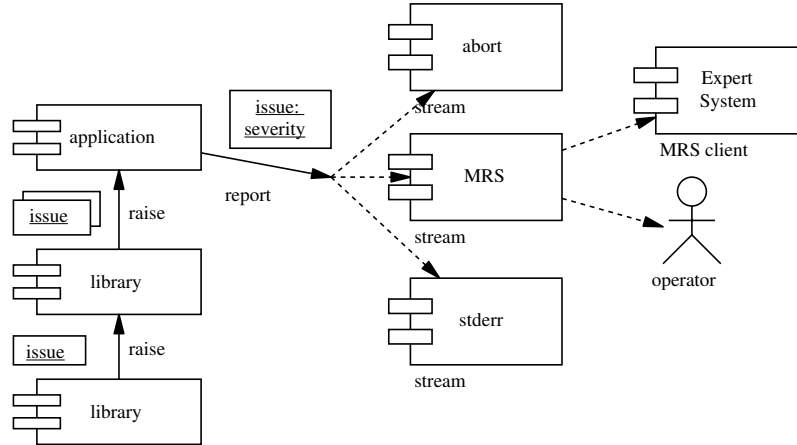 abort
stream
Expert
System
MRS client
issue:
severity
application
report
MRS
stream
issue
raise
operator
library
stderr
stream
issue
raise
library